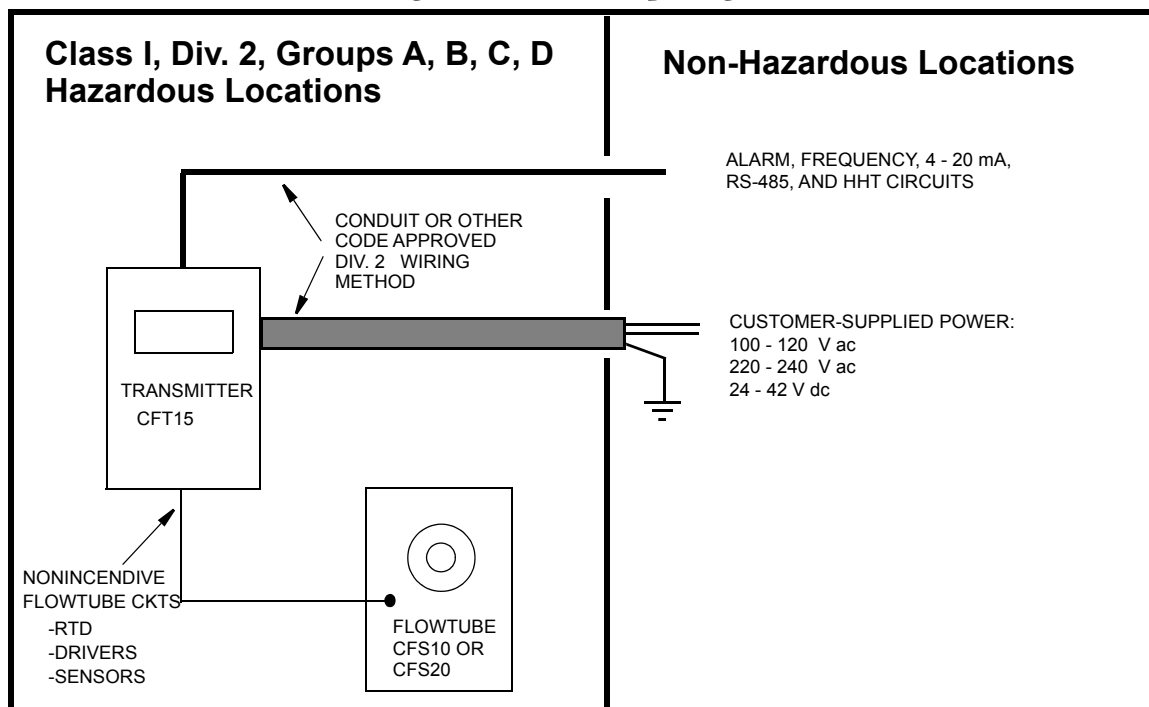 Class I, Div. 2, Groups A, B, C, D
Hazardous Locations
Non-Hazardous Locations
ALARM, FREQUENCY, 4 - 20 mA,
RS-485, AND HHT CIRCUITS
CONDUIT OR OTHER
CODE APPROVED
DIV. 2 WIRING
METHOD
CUSTOMER-SUPPLIED POWER:
100 - 120 V ac
220 - 240 V ac
24 - 42 V dc
TRANSMITTER
CFT15
NONINCENDIVE
FLOWTUBE CKTS
-RTD
-DRIVERS
-SENSORS
FLOWTUBE
CFS10 OR
CFS20